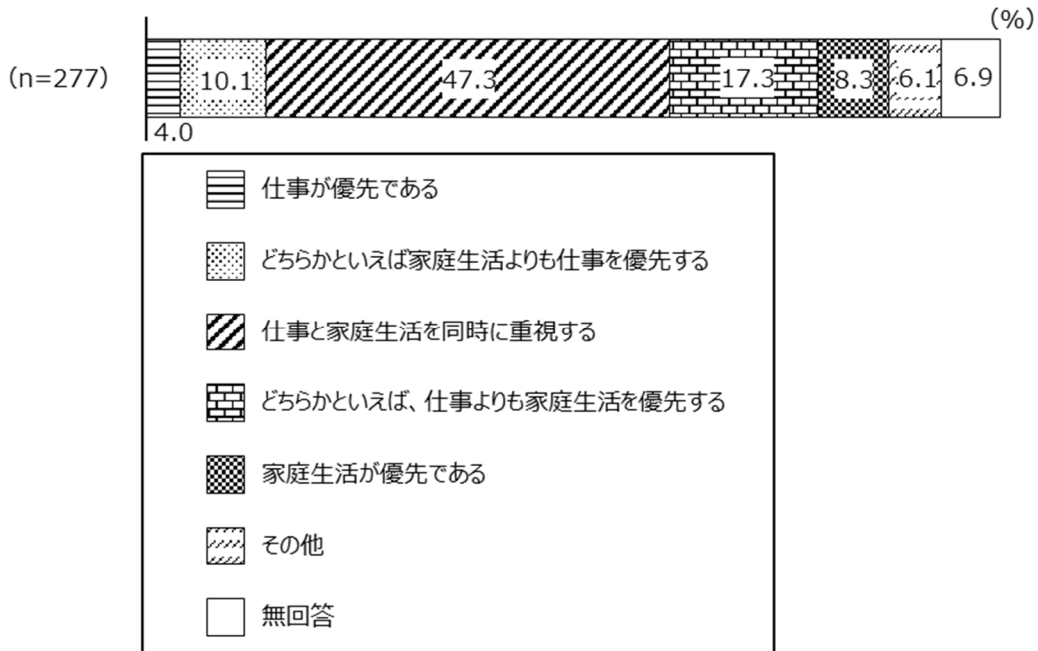 (%)
(n=277) 10.1 47.3 17.3 8.3 6.1 6.9
4.0
仕事が優先である
どちらかといえば家庭生活よりも仕事を優先する
仕事と家庭生活を同時に重視する
どちらかといえば、仕事よりも家庭生活を優先する
家庭生活が優先である
その他
無回答